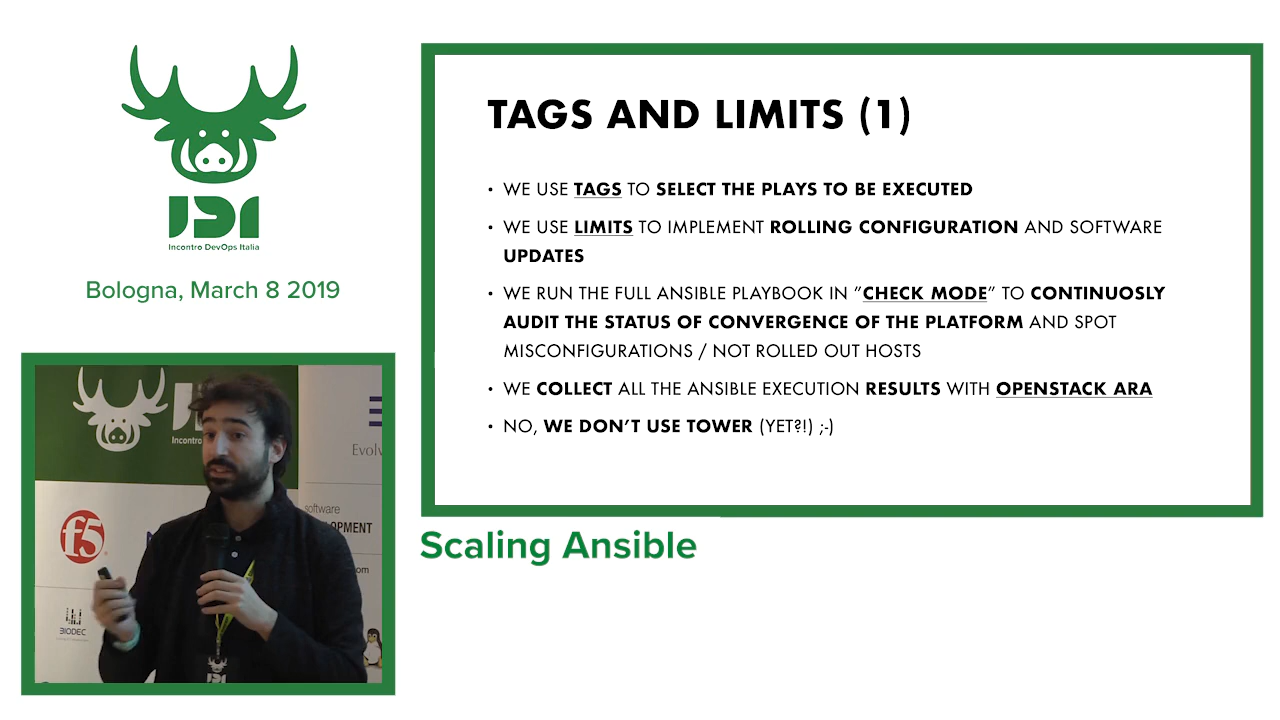 IDI
Incontro DevOps Italia
Bologna, March 8 2019
TAGS AND LIMITS (1)
• WE USE TAGS TO SELECT THE PLAYS TO BE EXECUTED
• WE USE LIMITS TO IMPLEMENT ROLLING CONFIGURATION AND SOFTWARE
UPDATES
• WE RUN THE FULL ANSIBLE PLAYBOOK IN “CHECK MODE” TO CONTINUOSLY
AUDIT THE STATUS OF CONVERGENCE OF THE PLATFORM AND SPOT
MISCONFIGURATIONS / NOT ROLLED OUT HOSTS
• WE COLLECT ALL THE ANSIBLE EXECUTION RESULTS WITH OPENSTACK ARA
• NO, WE DON’T USE TOWER (YET?!) ;-)
Scaling Ansible
Incontro
Evolv
software
OPMENT
f5
.com
BIODEC